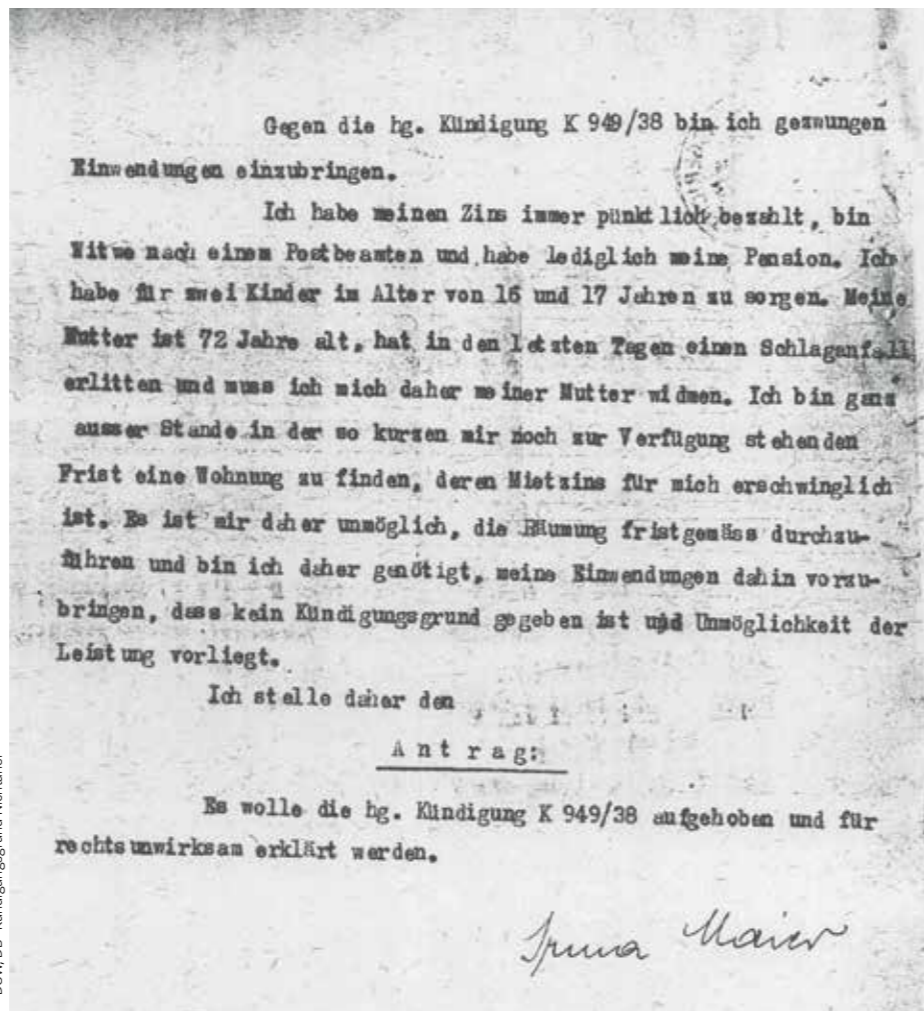 Gegen die hg. Kündigung K 949/38 bin ich gezwungen
Einwendungen einzubringen.
Ich habe meinen Zins immer pünktlich bezahlt, bin
Witwe nach einem Postbeamten und habe lediglich meine Pension. Ich
habe für zwei Kinder im Alter von 16 und 17 Jahren zu sorgen. Meine
Mutter ist 72 Jahre alt, hat in den letzten Tagen einen Schlaganfall
erlitten und muss ich mich daher meiner Mutter widmen. Ich bin ganz
ausser Stande in der so kurzen mir noch zur Verfügung stehenden
Frist eine Wohnung zu finden, deren Mietzins für mich erschwinglich
ist. Es ist mir daher unmöglich, die Räumung fristgemäss durchzu-
führen und bin ich daher genötigt, meine Einwendungen dahin vorzu-
bringen, dass kein Kündigungsgrund gegeben ist und Unmöglichkeit der
Leistung vorliegt.
Ich stelle daher den
Antrag:
Es wolle die hg. Kündigung K 949/38 aufgehoben und für
rechtsunwirksam erklärt werden.
Maier